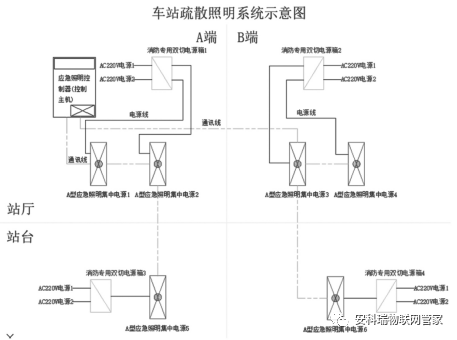 车站疏散照明系统示意图
A端
B端
消防专用双切电源箱1
AC220V电源1
AC220V电源2
应急照明控
制器(控制
主机)
电源线
通讯线
通讯线
A型应急照明集中电源1
A型应急照明集中电源2
消防专用双切电源箱2
AC220V电源1
AC220V电源2
电源线
A型应急照明集中电源3
A型应急照明集中电源4
站厅
站台
消防专用双切电源箱3
AC220V电源1
AC220V电源2
A型应急照明集中电源5
消防专用双切电源箱4
AC220V电源1
AC220V电源2
A型应急照明集中电源6
安科瑞物联网管家